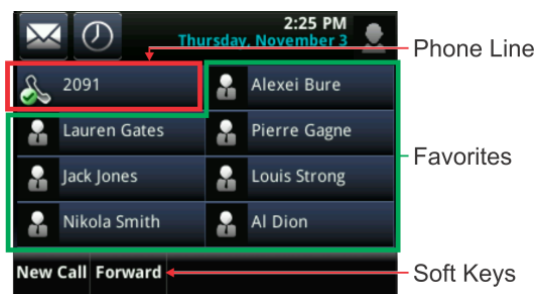 2:25 PM
Thursday, November 3
Phone Line
2091
Alexei Bure
Lauren Gates
Pierre Gagne
Favorites
Jack Jones
Louis Strong
Nikola Smith
Al Dion
New Call Forward
Soft Keys